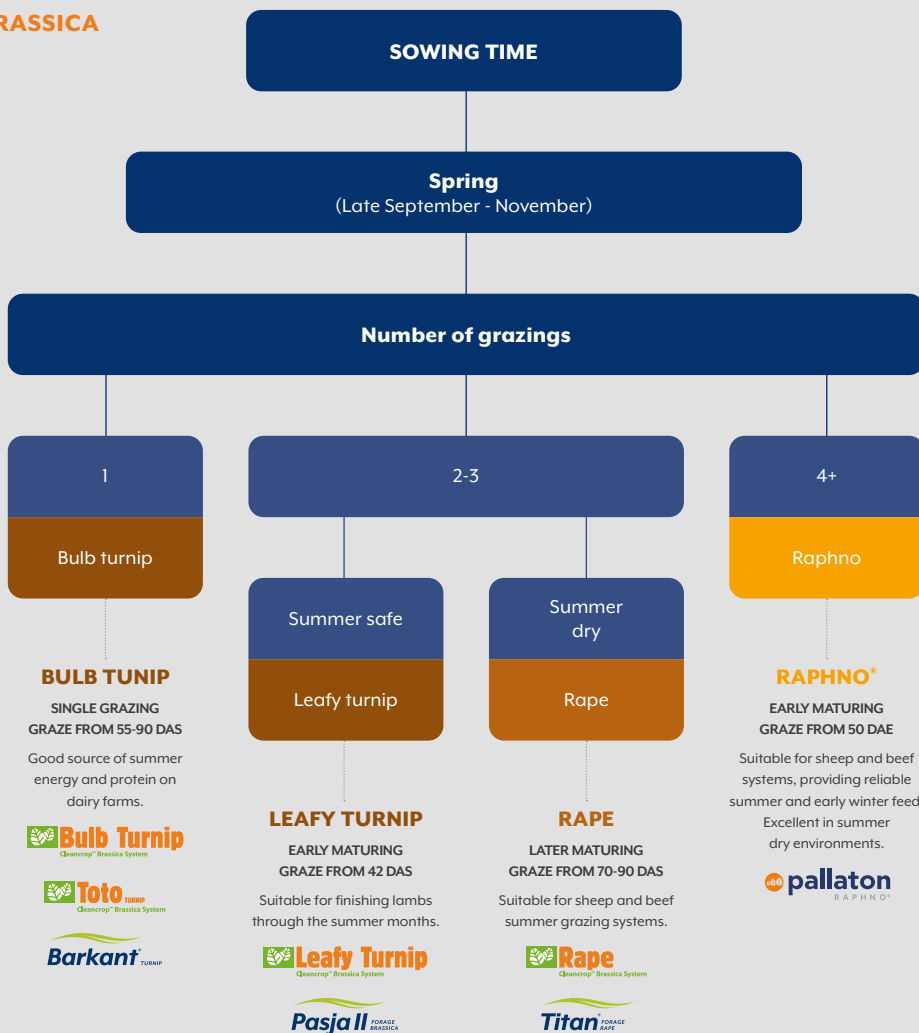 RASSICA
SOWING TIME
Spring
(Late September - November)
Number of grazings
1
Bulb turnip
2-3
4+
Raphno
Summer safe
Leafy turnip
Summer
dry
Rape
BULB TUNIP
SINGLE GRAZING
GRAZE FROM 55-90 DAS
Good source of summer
energy and protein on
dairy farms.
Bulb Turnip
Cleancrop™ Brassica System
Toto TURNIP
Cleancrop™ Brassica System
Barkant® TURNIP
LEAFY TURNIP
EARLY MATURING
GRAZE FROM 42 DAS
Suitable for finishing lambs
through the summer months.
Leafy Turnip
Cleancrop™ Brassica System
Pasja II FORAGE
BRASSICA
RAPE
LATER MATURING
GRAZE FROM 70-90 DAS
Suitable for sheep and beef
summer grazing systems.
Rape
Cleancrop™ Brassica System
Titan® FORAGE
RAPE
RAPHNO®
EARLY MATURING
GRAZE FROM 50 DAE
Suitable for sheep and beef
systems, providing reliable
summer and early winter feed
Excellent in summer
dry environments.
pallaton
RAPHNO®